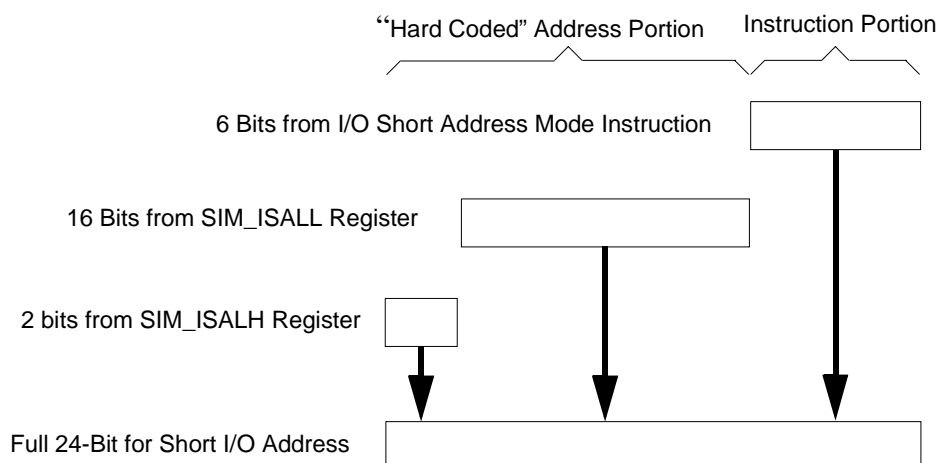 “Hard Coded” Address Portion
Instruction Portion
6 Bits from I/O Short Address Mode Instruction
16 Bits from SIM_ISALL Register
2 bits from SIM_ISALH Register
Full 24-Bit for Short I/O Address